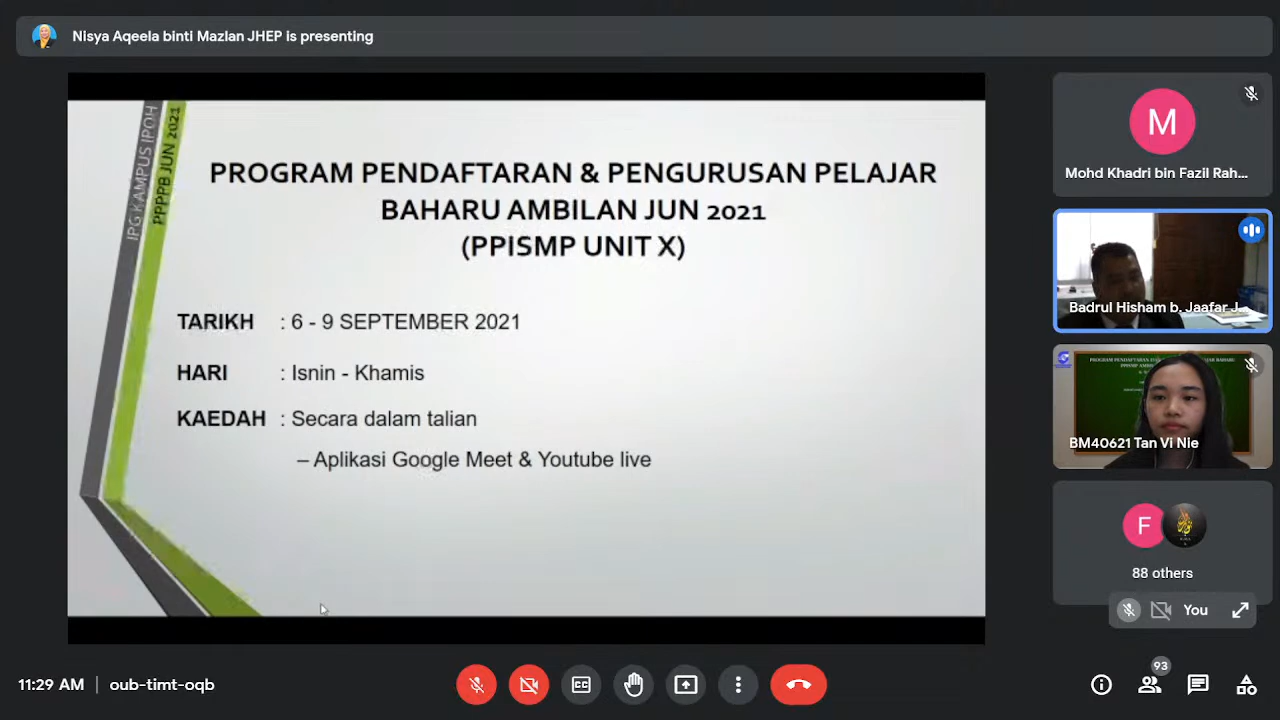 Nisya Aqeela binti Mazlan JHEP is presenting
IPG KAMPUS IPOH
PPPPB JUN 2021
PROGRAM PENDAFTARAN & PENGURUSAN PELAJAR
BAHARU AMBILAN JUN 2021
(PPISMP UNIT X)
TARIKH : 6 - 9 SEPTEMBER 2021
HARI : Isnin - Khamis
KAEDAH : Secara dalam talian
– Aplikasi Google Meet & Youtube live
M
Mohd Khadri bin Fazil Rah...
Badrul Hisham b. Jaafar J...
BM40621 Tan Vi Nie
F
88 others
You
11:29 AM | oub-timt-oqb
CC
93